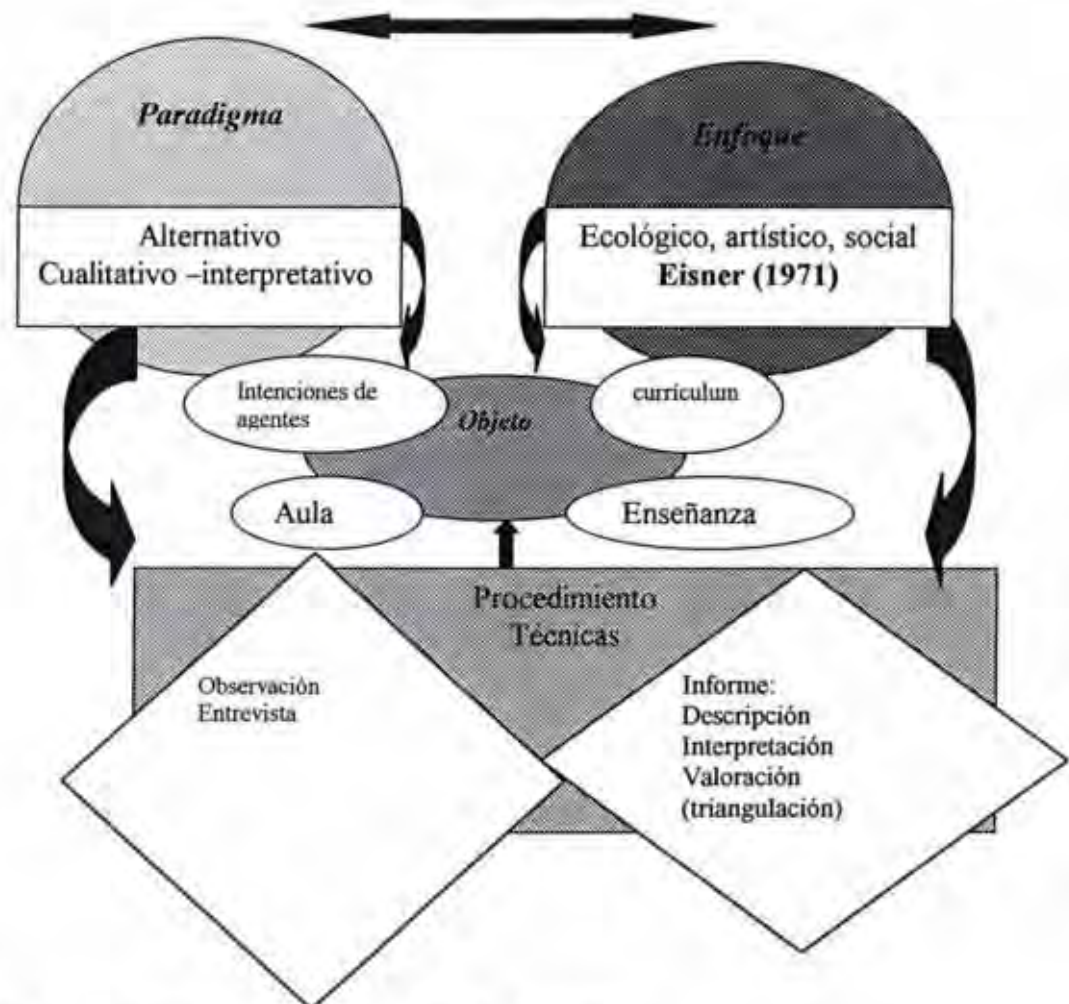 Paradigma
Enfoque
Alternativo
Cualitativo –interpretativo
Ecológico, artístico, social
Eisner (1971)
Intenciones de
agentes
Objeto
currículum
Aula
Enseñanza
Procedimiento
Técnicas
Observación
Entrevista
Informe:
Descripción
Interpretación
Valoración
(triangulación)